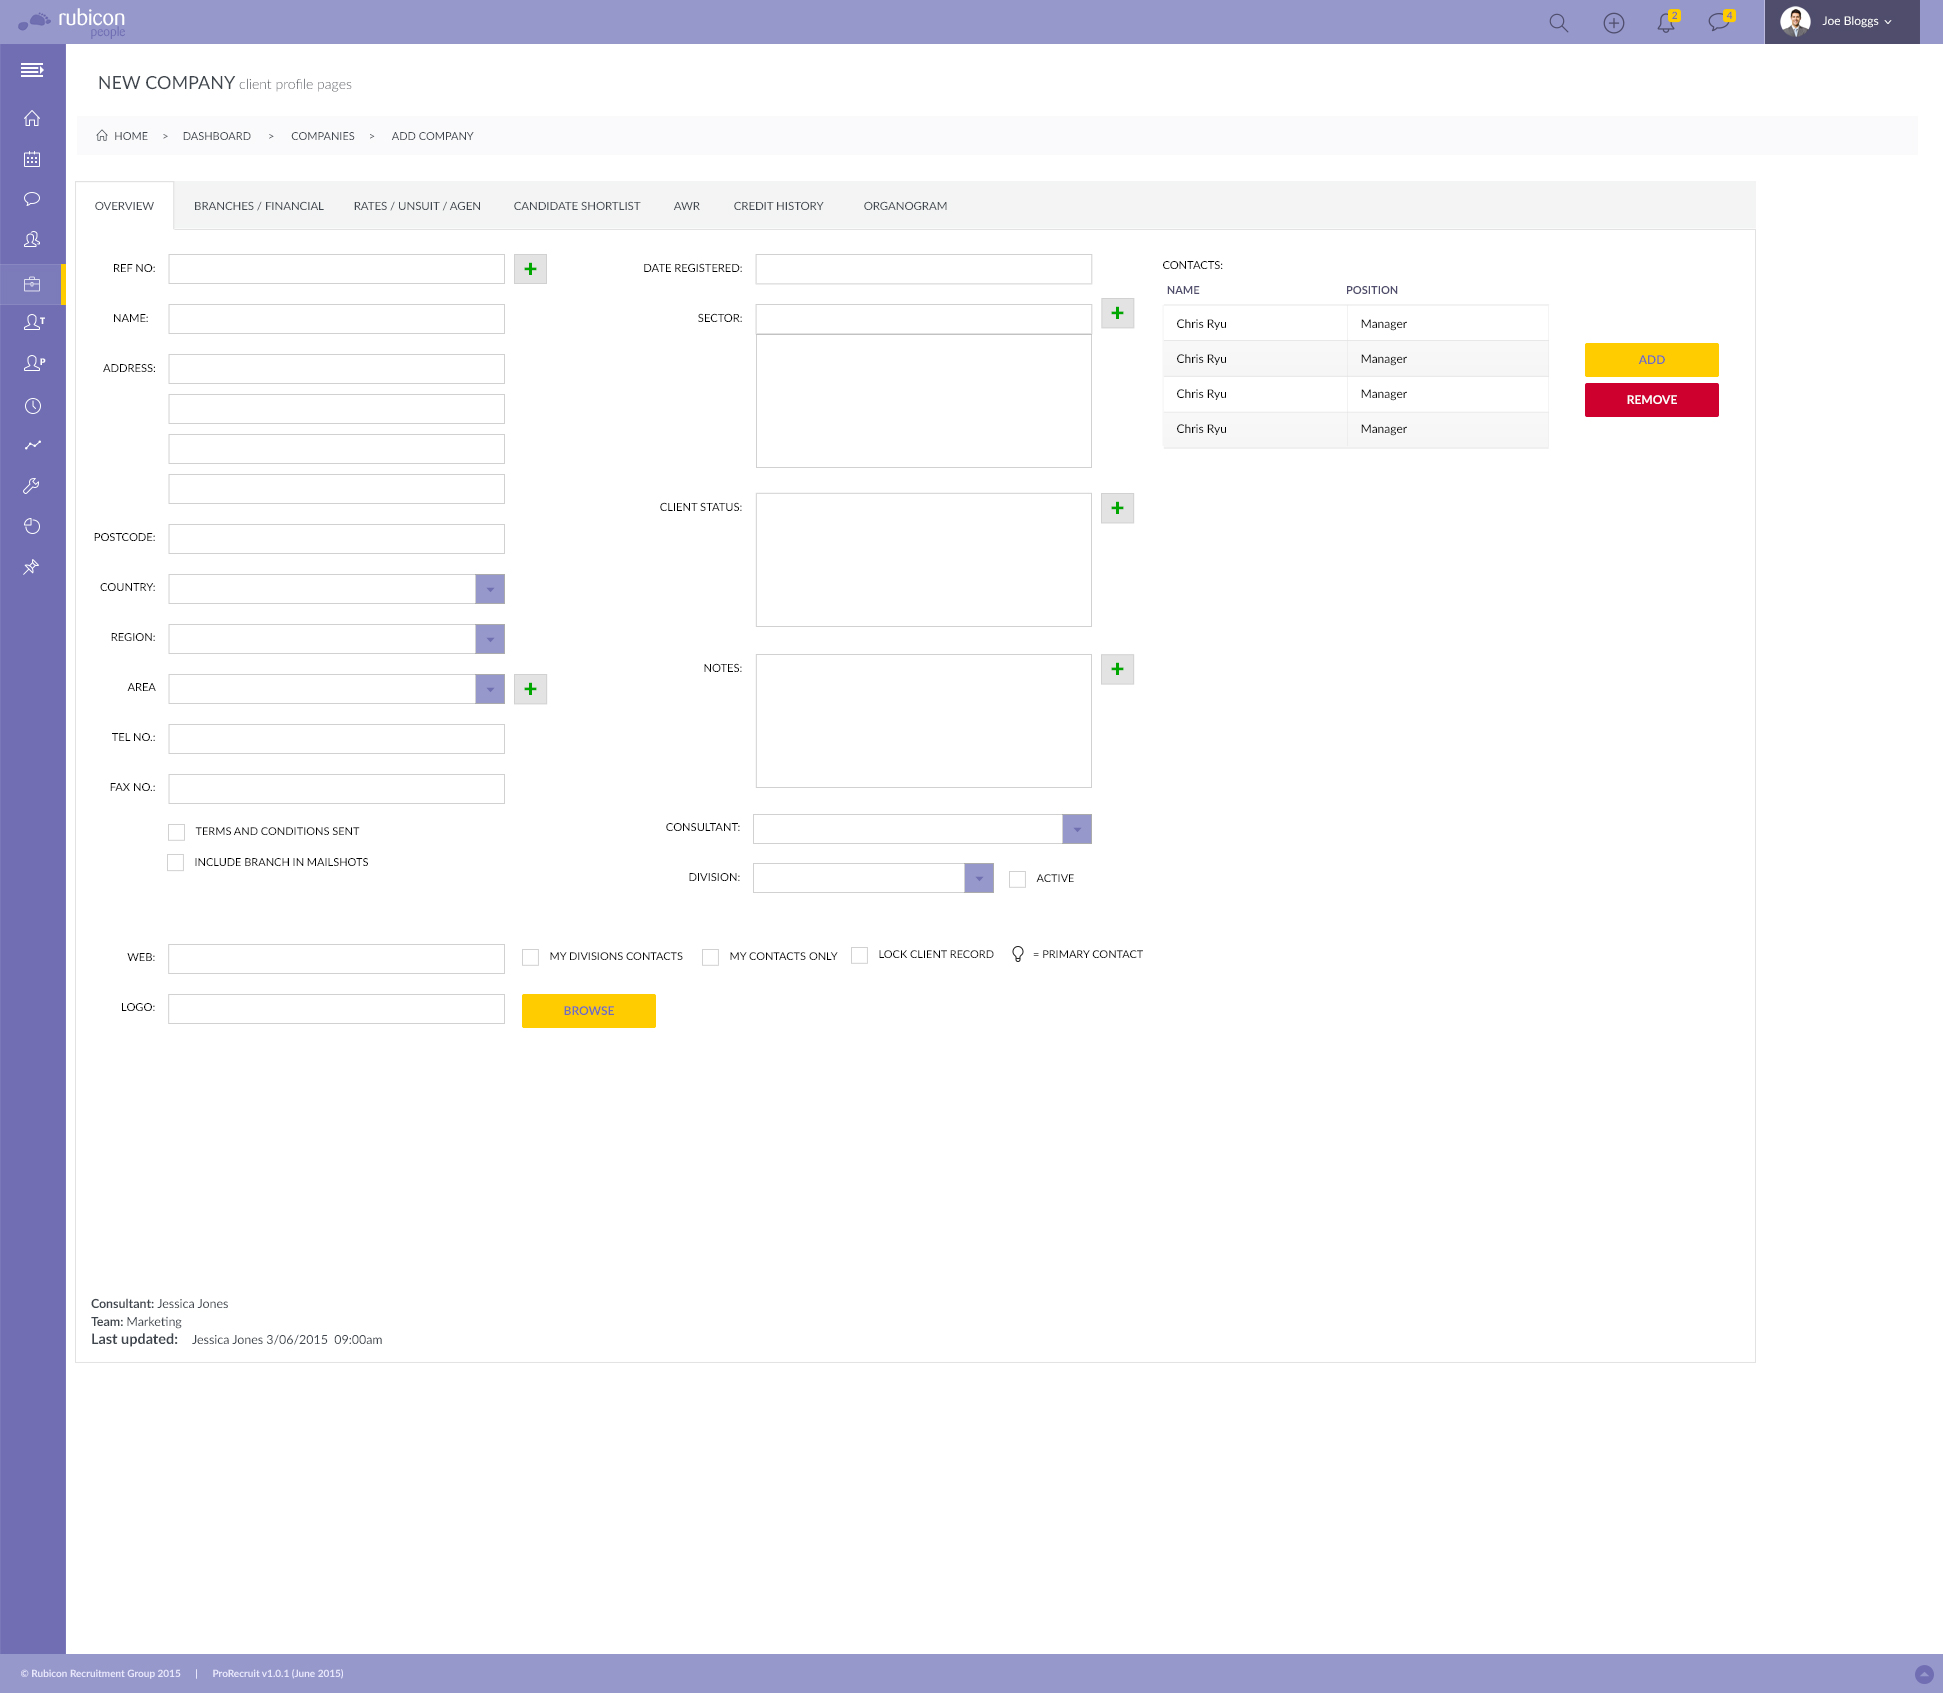 rubicon
people
2
4
Joe Bloggs
NEW COMPANY client profile pages
HOME > DASHBOARD > COMPANIES > ADD COMPANY
OVERVIEW BRANCHES / FINANCIAL RATES / UNSUIT / AGEN CANDIDATE SHORTLIST AWR CREDIT HISTORY ORGANOGRAM
REF NO:
NAME:
ADDRESS:
POSTCODE:
COUNTRY:
REGION:
AREA
TEL NO.:
FAX NO.:
TERMS AND CONDITIONS SENT
INCLUDE BRANCH IN MAILSHOTS
DATE REGISTERED:
SECTOR:
CLIENT STATUS:
NOTES:
CONSULTANT:
DIVISION:
ACTIVE
CONTACTS:
NAME POSITION
Chris Ryu Manager
Chris Ryu Manager
Chris Ryu Manager
Chris Ryu Manager
ADD
REMOVE
T
P
WEB:
MY DIVISIONS CONTACTS MY CONTACTS ONLY LOCK CLIENT RECORD = PRIMARY CONTACT
LOGO:
BROWSE
Consultant: Jessica Jones
Team: Marketing
Last updated: Jessica Jones 3/06/2015 09:00am
© Rubicon Recruitment Group 2015 | ProRecruit v1.0.1 (June 2015)